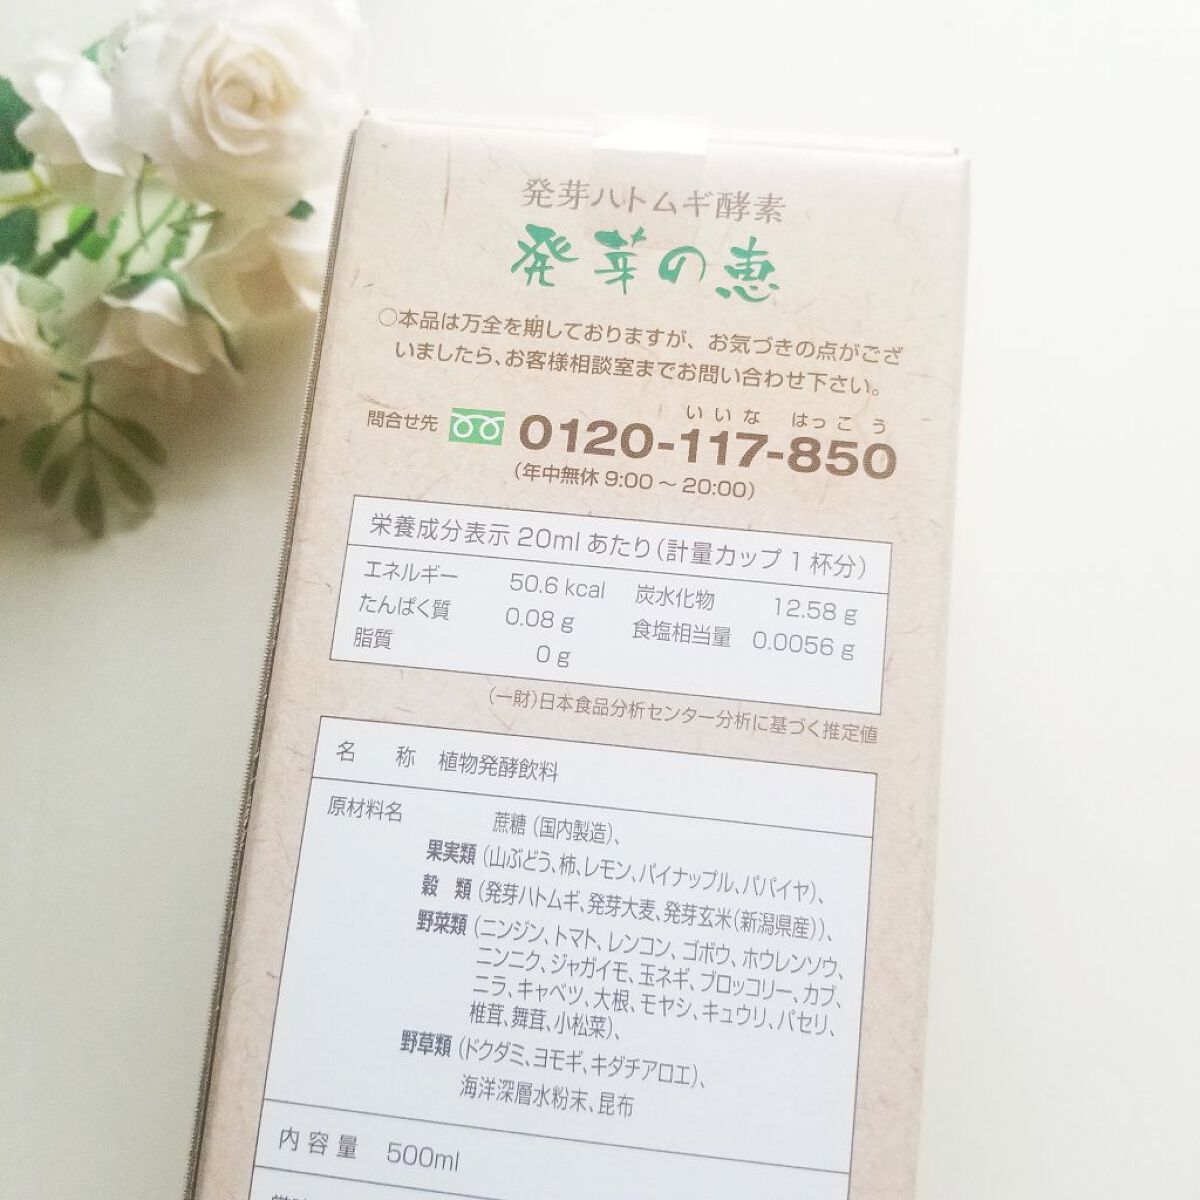 発芽ハトムギ酵素
発芽の恵
○本品は万全を期しておりますが、お気づきの点がござ
いましたら、お客様相談室までお問い合わせ下さい。
いいな はっこう
問合せ先 0120-117-850
(年中無休 9:00 ～ 20:00)
栄養成分表示 20ml あたり(計量カップ 1 杯分)
エネルギー 50.6 kcal 炭水化物 12.58 g
たんぱく質 0.08 g 食塩相当量 0.0056 g
脂質 0 g
(一財)日本食品分析センター分析に基づく推定値
名 称 植物発酵飲料
原材料名 蔗糖 (国内製造)、
果実類 (山ぶどう、柿、レモン、パイナップル、パパイヤ)、
穀 類 (発芽ハトムギ、発芽大麦、発芽玄米(新潟県産))、
野菜類 (ニンジン、トマト、レンコン、ゴボウ、ホウレンソウ、
ニンニク、ジャガイモ、玉ネギ、ブロッコリー、カブ、
ニラ、キャベツ、大根、モヤシ、キュウリ、パセリ、
椎茸、舞茸、小松菜)、
野草類 (ドクダミ、ヨモギ、キダチアロエ)、
海洋深層水粉末、昆布
内容量 500ml